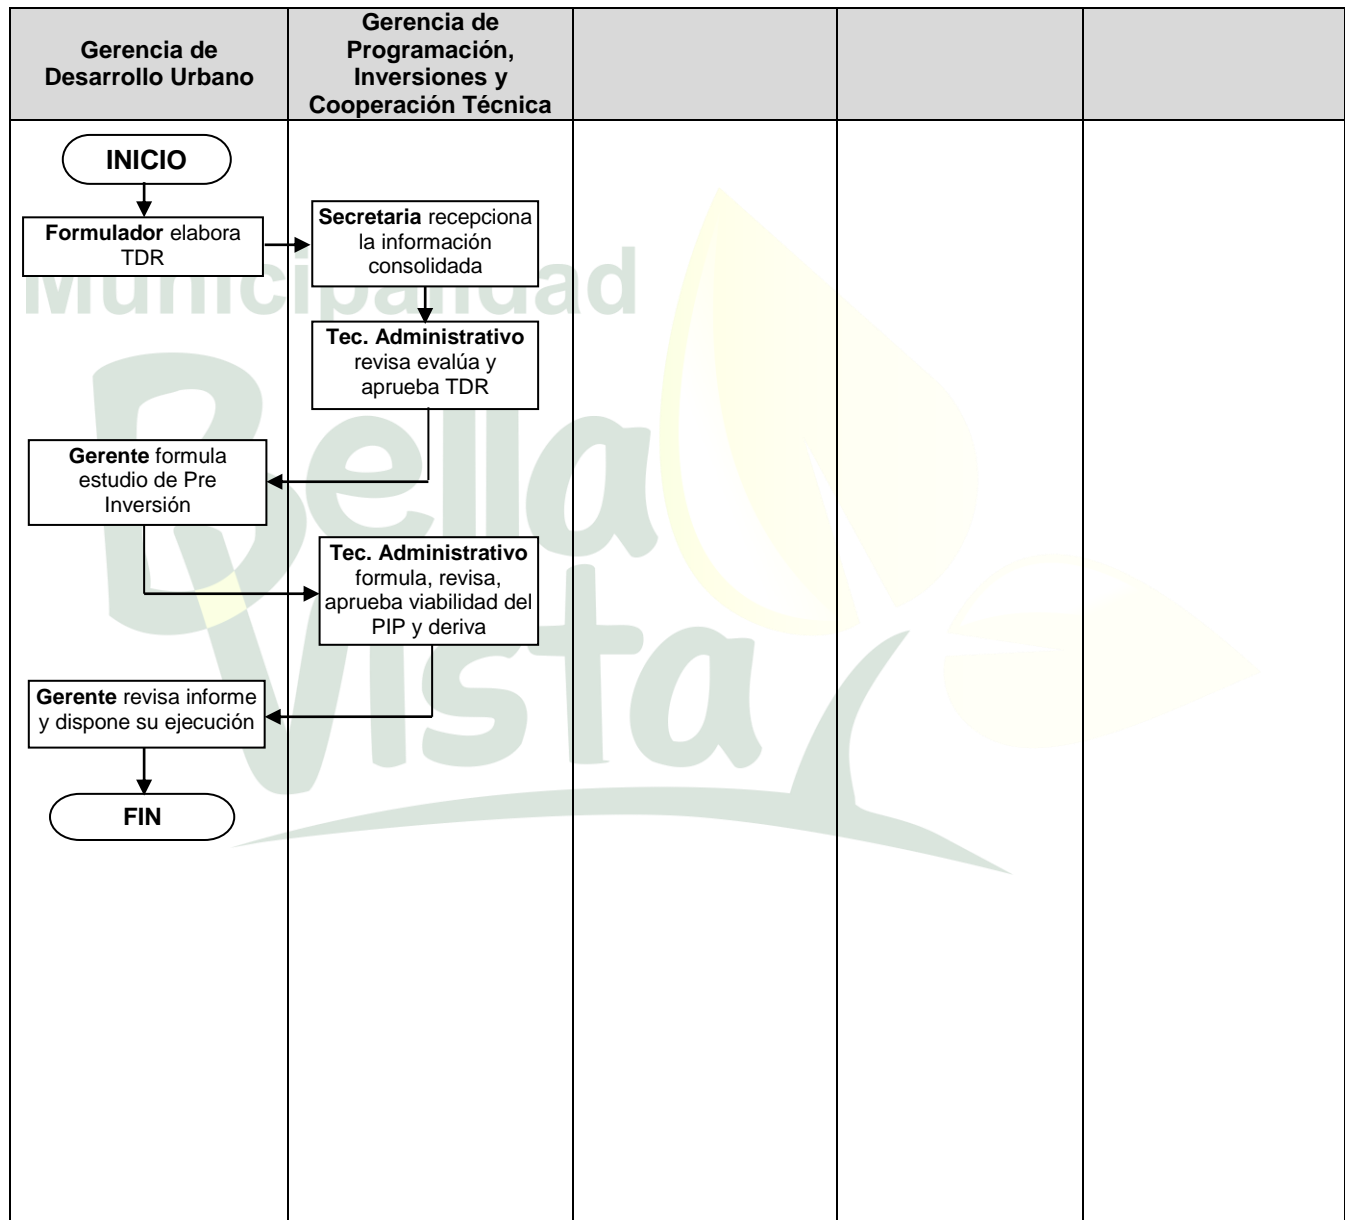 Gerencia de
Desarrollo Urbano
Gerencia de
Programación,
Inversiones y
Cooperación Técnica
INICIO
Formulador elabora
TDR
Secretaria recepciona
la información
consolidada
Municipalidad
Tec. Administrativo
revisa evalúa y
aprueba TDR
Bella
Vista
Gerente formula
estudio de Pre
Inversión
Tec. Administrativo
formula, revisa,
aprueba viabilidad del
PIP y deriva
Gerente revisa informe
y dispone su ejecución
FIN